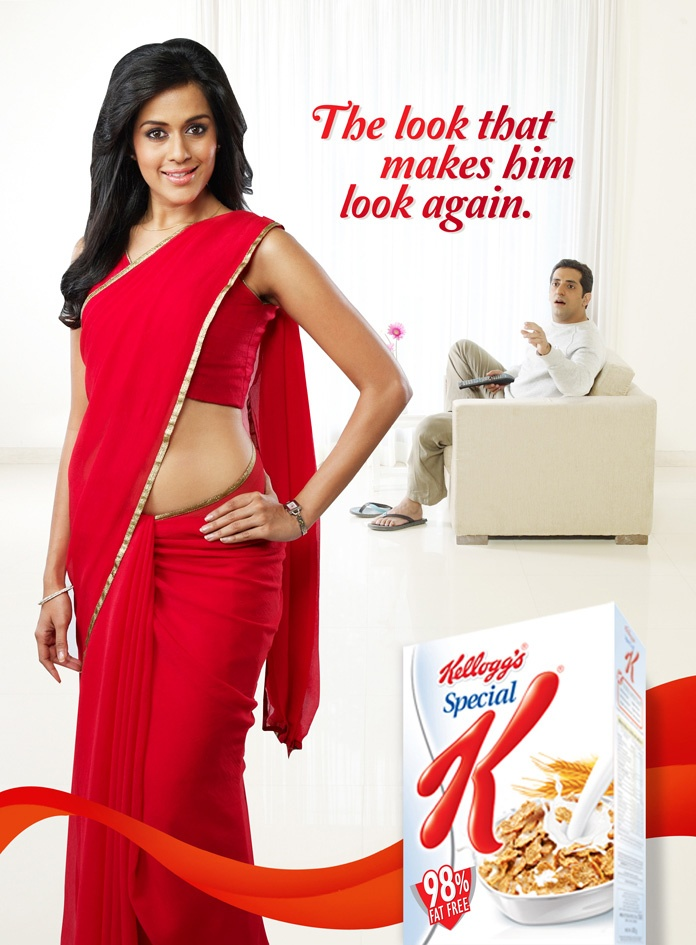 The look that
makes him
look again.
Kellogg's®
Special
K®
98%
FAT FREE
K